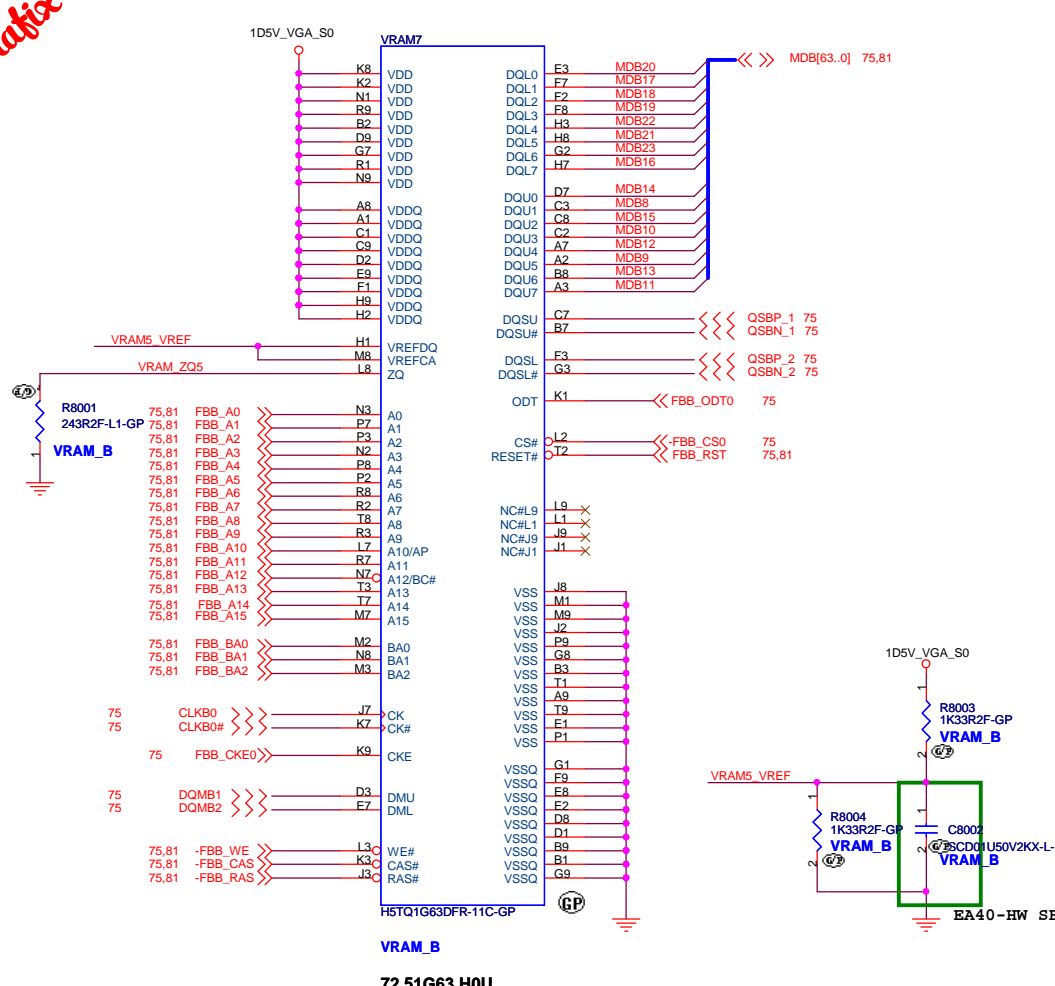 1D5V_VGA_S0
VRAM7
MDB[63..0] 75,81
K8 VDD DQL0 E3 MDB20
K2 VDD DQL1 F7 MDB17
N1 VDD DQL2 F2 MDB18
R9 VDD DQL3 F8 MDB19
B2 VDD DQL4 H3 MDB22
D9 VDD DQL5 H8 MDB21
G7 VDD DQL6 G2 MDB23
R1 VDD DQL7 H7 MDB16
N9 VDD
DQU0 D7 MDB14
A8 VDDQ DQU1 C3 MDB8
A1 VDDQ DQU2 C8 MDB15
C1 VDDQ DQU3 C2 MDB10
C9 VDDQ DQU4 A7 MDB12
D2 VDDQ DQU5 A2 MDB9
E9 VDDQ DQU6 B8 MDB13
F1 VDDQ DQU7 A3 MDB11
H9 VDDQ
H2 VDDQ DQSU C7 QSBP_1 75
DQSU# B7 QSBN_1 75
VRAM5_VREF H1 VREFDQ
M8 VREFCA DQSL F3 QSBP_2 75
VRAM_ZQ5 L8 ZQ DQSL# G3 QSBN_2 75
ODT K1 FBB_ODT0 75
R8001
243R2F-L1-GP
VRAM_B
1
75,81 FBB_A0 N3 A0
75,81 FBB_A1 P7 A1
75,81 FBB_A2 P3 A2 CS# L2 -FBB_CS0 75
75,81 FBB_A3 N2 A3 RESET# T2 FBB_RST 75,81
75,81 FBB_A4 P8 A4
75,81 FBB_A5 P2 A5
75,81 FBB_A6 R8 A6
75,81 FBB_A7 R2 A7 NC#L9 L9
75,81 FBB_A8 T8 A8 NC#L1 L1
75,81 FBB_A9 R3 A9 NC#J9 J9
75,81 FBB_A10 L7 A10/AP NC#J1 J1
75,81 FBB_A11 R7 A11
75,81 FBB_A12 N7 A12/BC#
75,81 FBB_A13 T3 A13 VSS J8
75,81 FBB_A14 T7 A14 VSS M1
75,81 FBB_A15 M7 A15 VSS M9
VSS J2
75,81 FBB_BA0 M2 BA0 VSS P9
75,81 FBB_BA1 N8 BA1 VSS G8
75,81 FBB_BA2 M3 BA2 VSS B3
VSS T1
VSS A9
75 CLKB0 J7 CK VSS T9
75 CLKB0# K7 CK# VSS E1
VSS P1
75 FBB_CKE0 K9 CKE
VSSQ G1
VSSQ F9
75 DQMB1 D3 DMU VSSQ E8
75 DQMB2 E7 DML VSSQ E2
VSSQ D8
VSSQ D1
75,81 -FBB_WE L3 WE# VSSQ B9
75,81 -FBB_CAS K3 CAS# VSSQ B1
75,81 -FBB_RAS J3 RAS# VSSQ G9
H5TQ1G63DFR-11C-GP
GP
VRAM_B
72.51G63.H0U
1D5V_VGA_S0
1
R8003
1K33R2F-GP
VRAM_B
2 G/P
VRAM5_VREF
1 1
R8004
1K33R2F-GP
VRAM_B
2 G/P
C8002
G/P SCD01U50V2KX-L-
VRAM_B
2
EA40-HW